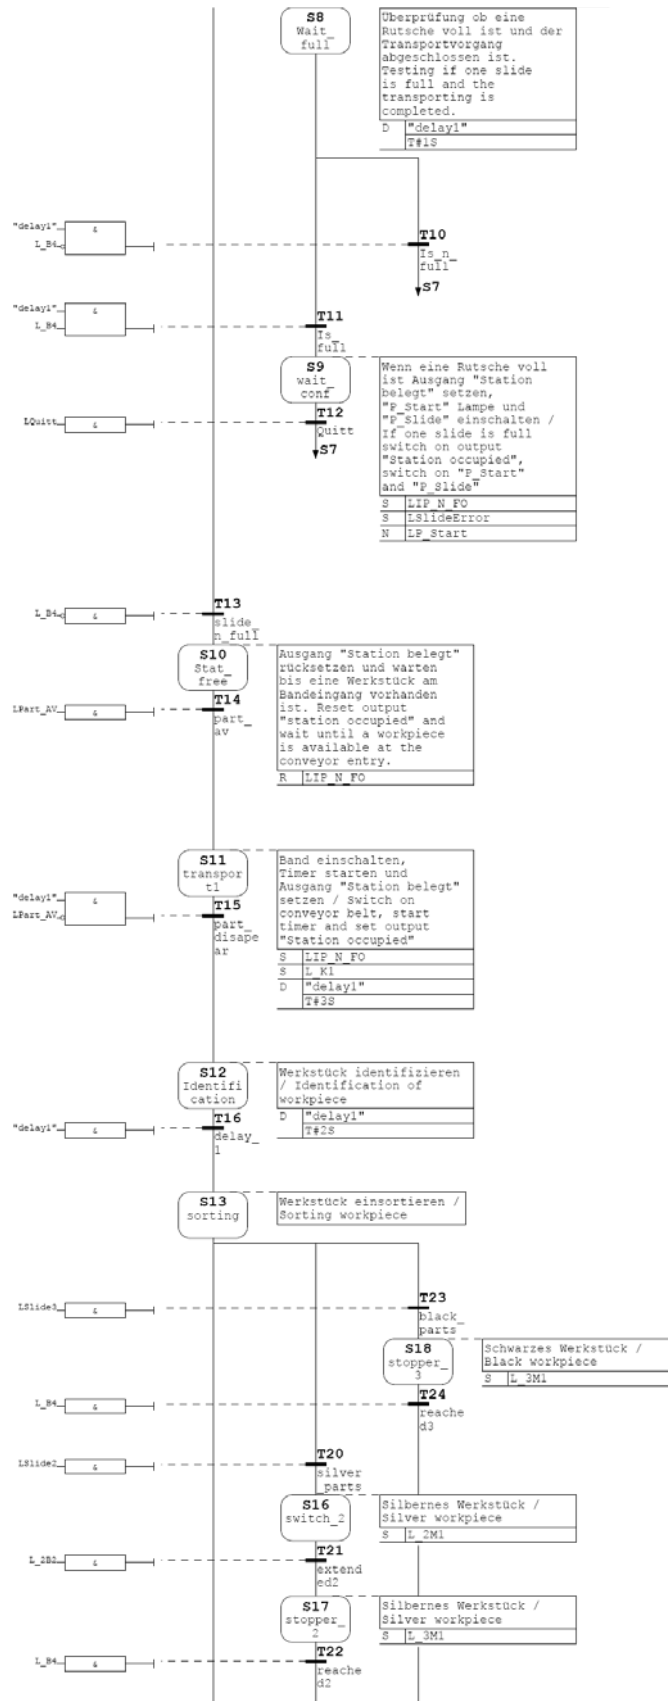 S8
Wait_
full
Überprüfung ob eine
Rutsche voll ist und der
Transportvorgang
abgeschlossen ist.
Testing if one slide
is full and the
transporting is
completed.
D "delay1"
T#1S
"delay1"
&
L_B4
T10
Is_n_
full
S7
"delay1"
&
L_B4
T11
Is_
full
S9
wait_
conf
Wenn eine Rutsche voll
ist Ausgang "Station
belegt" setzen,
"P_Start" Lampe und
"P_Slide" einschalten /
If one slide is full
switch on output
"Station occupied",
switch on "P_Start"
and "P_Slide"
S LIP_N_FO
S LSlideError
N LP_Start
LQuitt
&
T12
Quitt
S7
L_B4
&
T13
slide_
n_full
S10
Stat_
free
Ausgang "Station belegt"
rücksetzen und warten
bis eine Werkstück am
Bandeingang vorhanden
ist. Reset output
"station occupied" and
wait until a workpiece
is available at the
conveyor entry.
R LIP_N_FO
LPart_AV
&
T14
part_
av
S11
transpor
t1
Band einschalten,
Timer starten und
Ausgang "Station belegt"
setzen / Switch on
conveyor belt, start
timer and set output
"Station occupied"
S LIP_N_FO
S L_K1
D "delay1"
T#3S
"delay1"
&
LPart_AV
T15
part_
disape
ar
S12
Identifi
cation
Werkstück identifizieren
/ Identification of
workpiece
D "delay1"
T#2S
"delay1"
&
T16
delay_
1
S13
sorting
Werkstück einsortieren /
Sorting workpiece
LSlide3
&
T23
black_
parts
S18
stopper_
3
Schwarzes Werkstück /
Black workpiece
S L_3M1
L_B4
&
T24
reache
d3
LSlide2
&
T20
silver
_parts
S16
switch_2
Silbernes Werkstück /
Silver workpiece
S L_2M1
L_2B2
&
T21
extend
ed2
S17
stopper_
2
Silbernes Werkstück /
Silver workpiece
S L_3M1
L_B4
&
T22
reache
d2